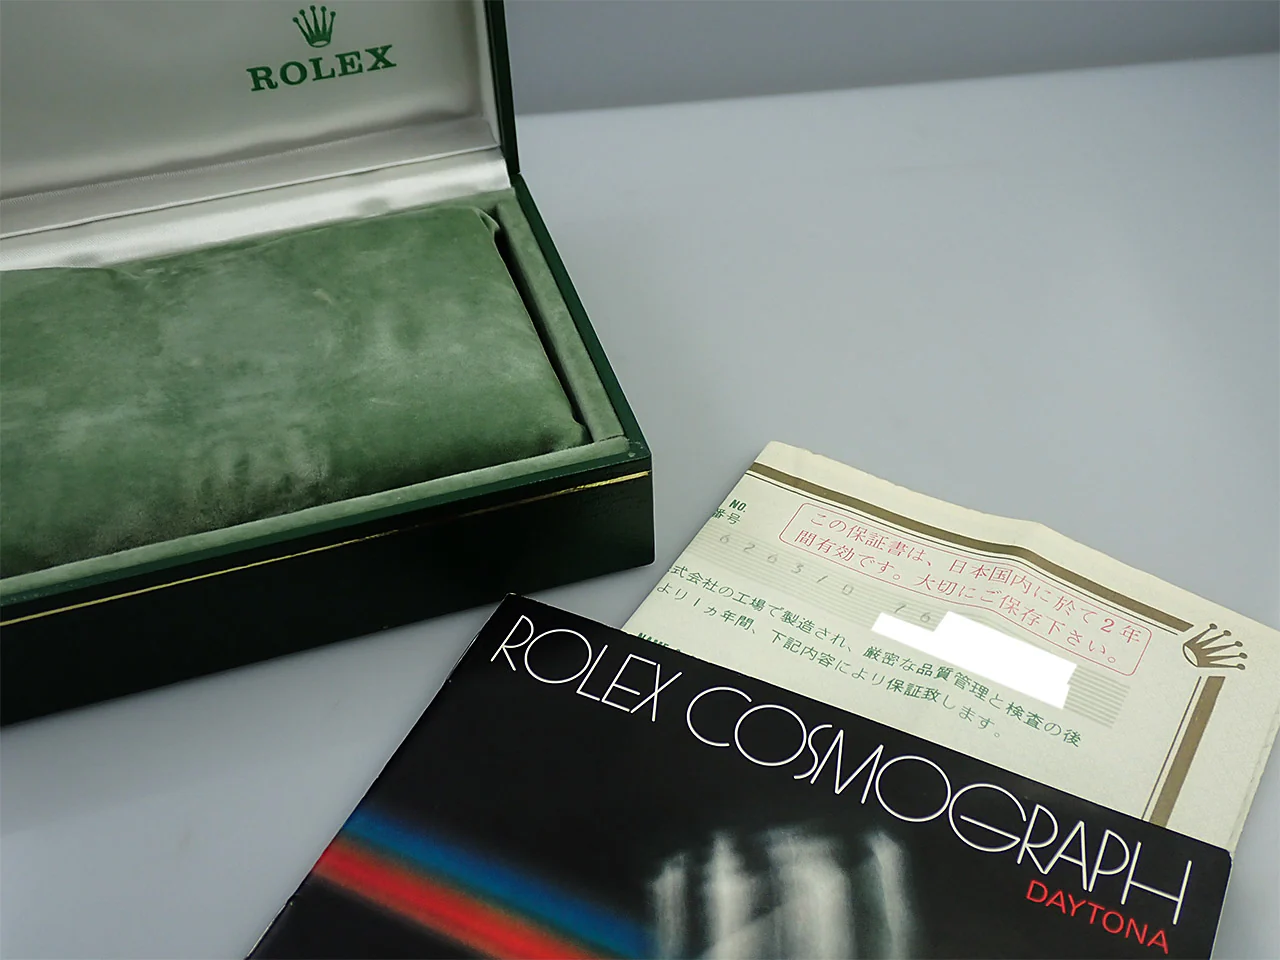 ROLEX
NO.
番号
626310 76
この保証書は、日本国内に於て2年
間有効です。大切にご保存下さい。
式会社の工場で製造され、厳密な品質管理と検査の後
より1ヵ年間、下記内容により保証致します。
NAME
ROLEX COSMOGRAPH
DAYTONA